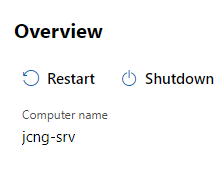 Overview
Restart Shutdown
Computer name
jcng-srv